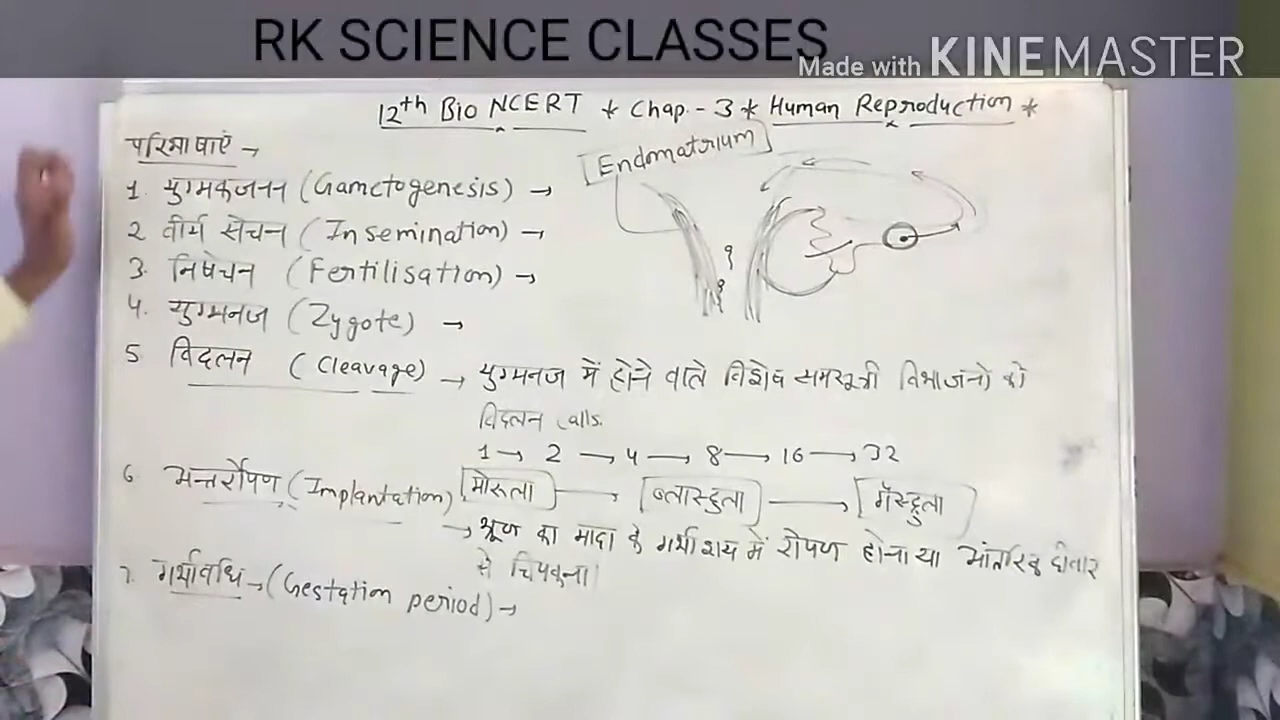 RK SCIENCE CLASSES
Made with KINEMASTER
12th Bio NCERT * Chap.-3 * Human Reproduction *
परिभाषाएं →
[Endomatrium]
1. युग्मकजनन (Gamctogenesis) →
2 वीर्य सेचन (Insemination) →
3. निषेचन (Fertilisation) →
4. युग्मनज (Zygote) →
5 विदलन (Cleavage) → युग्मनज में होने वाले विशेष समसूत्री विभाजनो को
विदलन calls.
1 → 2 → 4 → 8 → 16 → 32
6 अन्तर्रोपण (Implantation) [मोरूला] → [ब्लास्टुला] → [गॅस्ट्रुला]
→ भ्रूण का मादा के गर्भाशय में रोपण होना या आंतरिक दीवार
से चिपकना।
7. गर्भावधि → (Gestation period) →